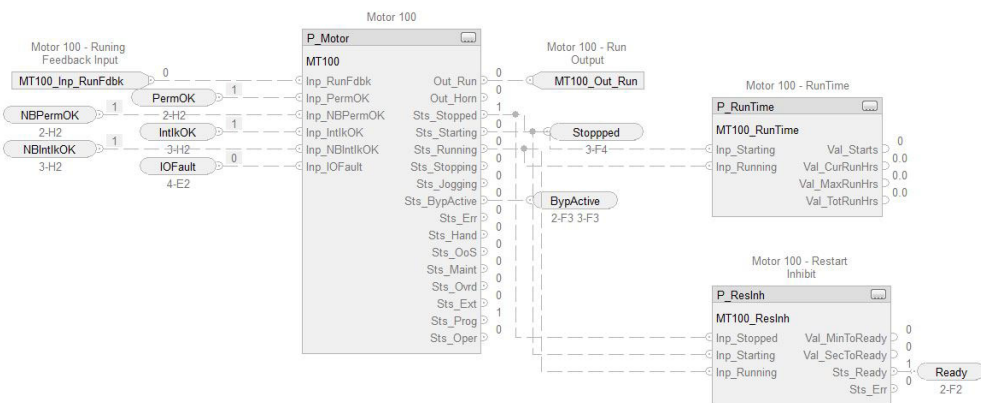 Motor 100
Motor 100 - Runing
Feedback Input
MT100_Inp_RunFdbk
0
PermOK
1
2-H2
NBPermOK
1
2-H2
IntlkOK
1
3-H2
NBIntlkOK
1
3-H2
IOFault
0
4-E2
P_Motor
...
MT100
Inp_RunFdbk
Inp_PermOK
Inp_NBPermOK
Inp_IntlkOK
Inp_NBIntlkOK
Inp_IOFault
Out_Run 0
Out_Horn 0
Sts_Stopped 1
Sts_Starting 0
Sts_Running 0
Sts_Stopping 0
Sts_Jogging 0
Sts_BypActive 0
Sts_Err 0
Sts_Hand 0
Sts_OoS 0
Sts_Maint 0
Sts_Ovrd 0
Sts_Ext 0
Sts_Prog 1
Sts_Oper 0
Motor 100 - Run
Output
MT100_Out_Run
Stoppped
3-F4
BypActive
2-F3 3-F3
Motor 100 - RunTime
P_RunTime
...
MT100_RunTime
Inp_Starting
Inp_Running
Val_Starts 0
Val_CurRunHrs 0.0
Val_MaxRunHrs 0.0
Val_TotRunHrs 0.0
Motor 100 - Restart
Inhibit
P_ResInh
...
MT100_ResInh
Inp_Stopped
Inp_Starting
Inp_Running
Val_MinToReady 0
Val_SecToReady 0
Sts_Ready 1
Sts_Err 0
Ready
2-F2